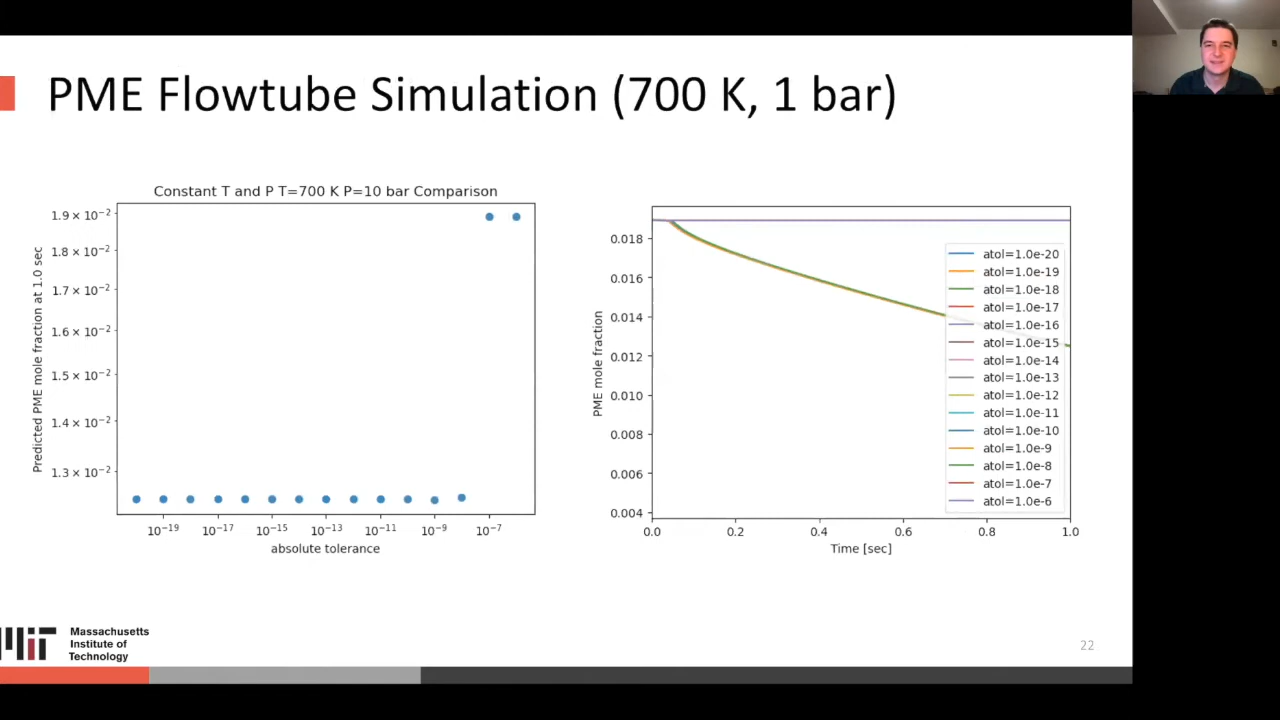 PME Flowtube Simulation (700 K, 1 bar)
Constant T and P T=700 K P=10 bar Comparison
Predicted PME mole fraction at 1.0 sec
1.9 × 10⁻²
1.8 × 10⁻²
1.7 × 10⁻²
1.6 × 10⁻²
1.5 × 10⁻²
1.4 × 10⁻²
1.3 × 10⁻²
10⁻¹⁹ 10⁻¹⁷ 10⁻¹⁵ 10⁻¹³ 10⁻¹¹ 10⁻⁹ 10⁻⁷
absolute tolerance
PME mole fraction
0.018
0.016
0.014
0.012
0.010
0.008
0.006
0.004
atol=1.0e-20
atol=1.0e-19
atol=1.0e-18
atol=1.0e-17
atol=1.0e-16
atol=1.0e-15
atol=1.0e-14
atol=1.0e-13
atol=1.0e-12
atol=1.0e-11
atol=1.0e-10
atol=1.0e-9
atol=1.0e-8
atol=1.0e-7
atol=1.0e-6
0.0 0.2 0.4 0.6 0.8 1.0
Time [sec]
Massachusetts
Institute of
Technology
22